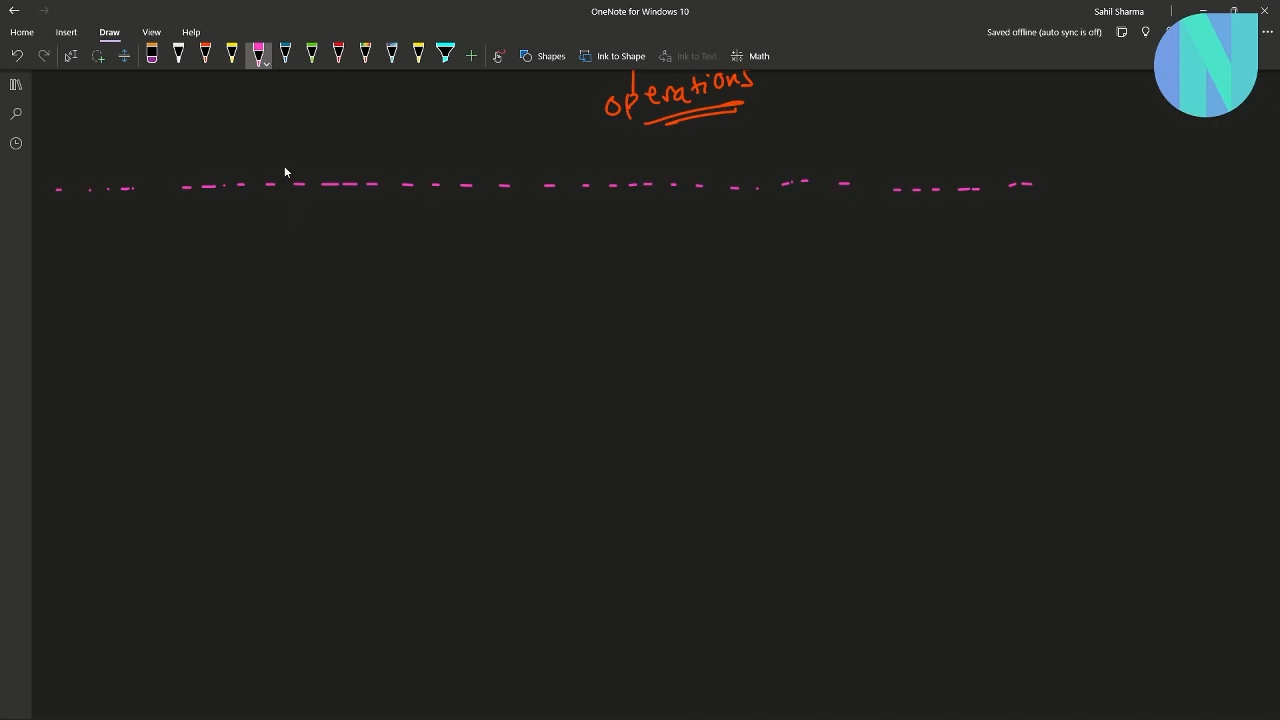 OneNote for Windows 10
Sahil Sharma
Home Insert Draw View Help
Saved offline (auto sync is off)
Shapes Ink to Shape Ink to Text Math
operations